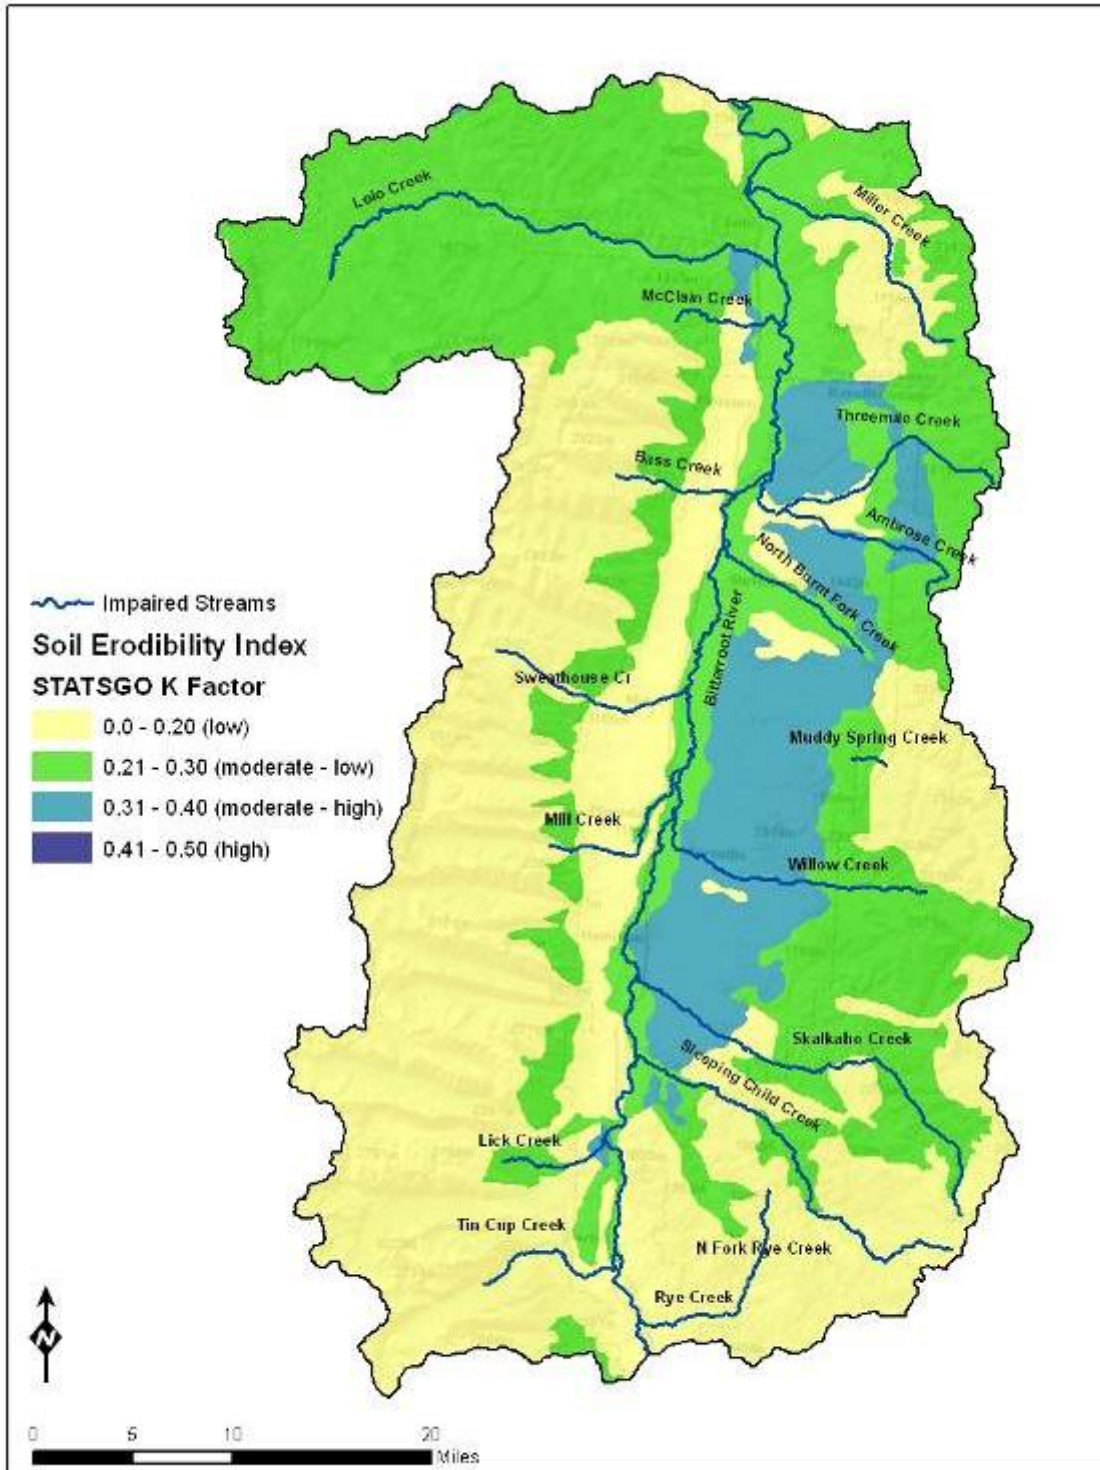 Lolo Creek
Miller Creek
McClain Creek
Threemile Creek
Bass Creek
Ambrose Creek
North Burnt Fork Creek
Bitterroot River
Impaired Streams
Soil Erodibility Index
STATSGO K Factor
0.0 - 0.20 (low)
0.21 - 0.30 (moderate - low)
0.31 - 0.40 (moderate - high)
0.41 - 0.50 (high)
Sweathouse Cr
Muddy Spring Creek
Mill Creek
Willow Creek
Skalkaho Creek
Sleeping Child Creek
Lick Creek
Tin Cup Creek
N Fork Rye Creek
Rye Creek
N
0 5 10 20
Miles